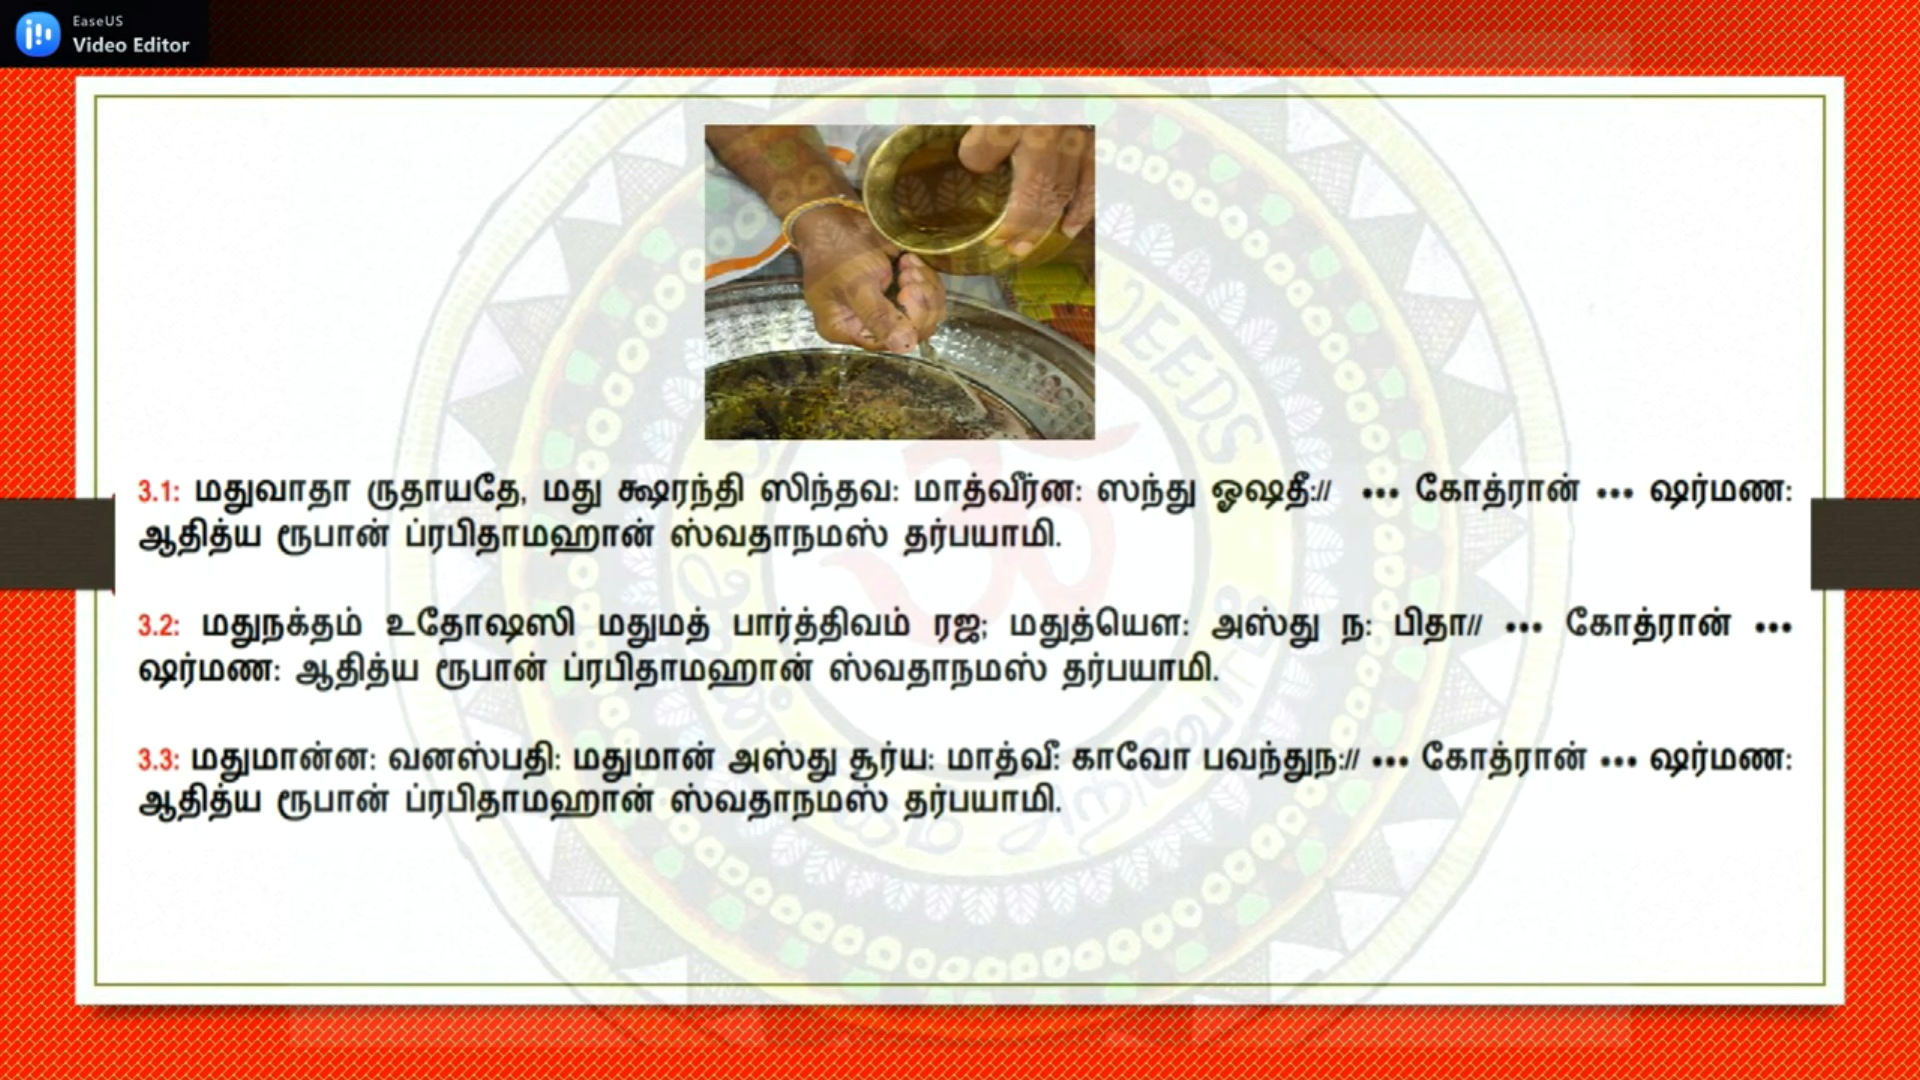 EaseUS
Video Editor
3.1: மதுவாதா ருதாயதே, மது க்ஷரந்தி ஸிந்தவ: மாத்வீர்ன: ஸந்து ஓஷதீ:// ••• கோத்ரான் ••• ஷர்மண:
ஆதித்ய ரூபான் ப்ரபிதாமஹான் ஸ்வதாநமஸ் தர்பயாமி.
3.2: மதுநக்தம் உதோஷஸி மதுமத் பார்த்திவம் ரஜ; மதுத்யௌ: அஸ்து ந: பிதா// ••• கோத்ரான் •••
ஷர்மண: ஆதித்ய ரூபான் ப்ரபிதாமஹான் ஸ்வதாநமஸ் தர்பயாமி.
3.3: மதுமான்ன: வனஸ்பதி: மதுமான் அஸ்து சூர்ய: மாத்வீ: காவோ பவந்துந:// ••• கோத்ரான் ••• ஷர்மண:
ஆதித்ய ரூபான் ப்ரபிதாமஹான் ஸ்வதாநமஸ் தர்பயாமி.
ॐ